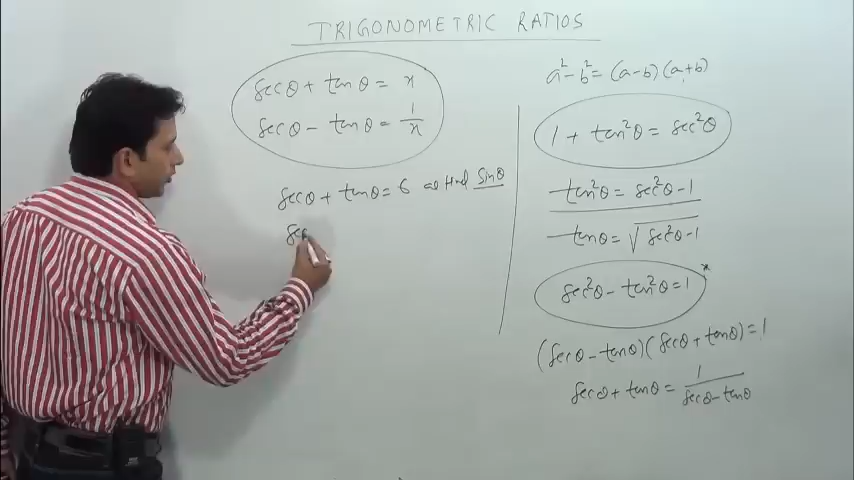 TRIGONOMETRIC RATIOS
secθ + tanθ = x
secθ - tanθ = 1/x
secθ + tanθ = 6 Find sinθ
sec
a² - b² = (a-b)(a+b)
1 + tan²θ = sec²θ
tan²θ = sec²θ - 1
tanθ = √sec²θ - 1
sec²θ - tan²θ = 1 *
(secθ - tanθ)(secθ + tanθ) = 1
secθ + tanθ = 1/secθ - tanθ